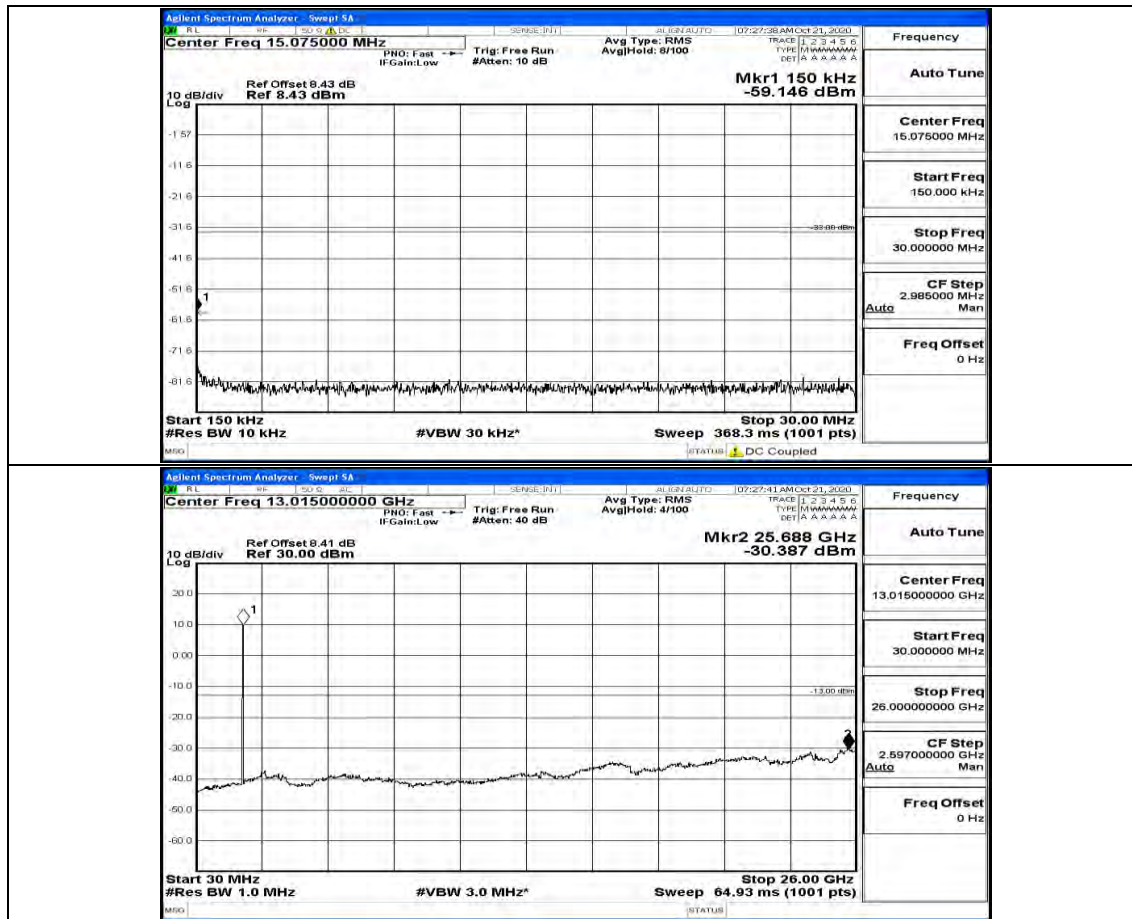 Agilent Spectrum Analyzer - Swept SA
RL RF 50 Ω DC SENSE:INT ALIGN AUTO 07:27:38 AM Oct 21, 2020
Center Freq 15.075000 MHz
PNO: Fast
IFGain:Low
Trig: Free Run
#Atten: 10 dB
Avg Type: RMS
Avg|Hold: 8/100
TRACE 1 2 3 4 5 6
TYPE
DET A A A A A A
Frequency
Ref Offset 8.43 dB
Ref 8.43 dBm
10 dB/div
Log
Mkr1 150 kHz
-59.146 dBm
Auto Tune
Center Freq
15.075000 MHz
Start Freq
150.000 kHz
Stop Freq
30.000000 MHz
CF Step
2.985000 MHz
Auto Man
Freq Offset
0 Hz
-1.57
-11.6
-21.6
-31.6
-33.00 dBm
-41.6
-51.6
1
-61.6
-71.6
-81.6
Start 150 kHz
Stop 30.00 MHz
#Res BW 10 kHz
#VBW 30 kHz*
Sweep 368.3 ms (1001 pts)
MSG
STATUS DC Coupled
Agilent Spectrum Analyzer - Swept SA
RL RF 50 Ω AC SENSE:INT ALIGN AUTO 07:27:41 AM Oct 21, 2020
Center Freq 13.015000000 GHz
PNO: Fast
IFGain:Low
Trig: Free Run
#Atten: 40 dB
Avg Type: RMS
Avg|Hold: 4/100
TRACE 1 2 3 4 5 6
TYPE
DET A A A A A A
Frequency
Ref Offset 8.41 dB
Ref 30.00 dBm
10 dB/div
Log
Mkr2 25.688 GHz
-30.387 dBm
Auto Tune
Center Freq
13.015000000 GHz
Start Freq
30.000000 MHz
Stop Freq
26.000000000 GHz
CF Step
2.597000000 GHz
Auto Man
Freq Offset
0 Hz
20.0
1
10.0
0.00
-10.0
-13.00 dBm
-20.0
2
-30.0
-40.0
-50.0
-60.0
Start 30 MHz
Stop 26.00 GHz
#Res BW 1.0 MHz
#VBW 3.0 MHz*
Sweep 64.93 ms (1001 pts)
MSG
STATUS